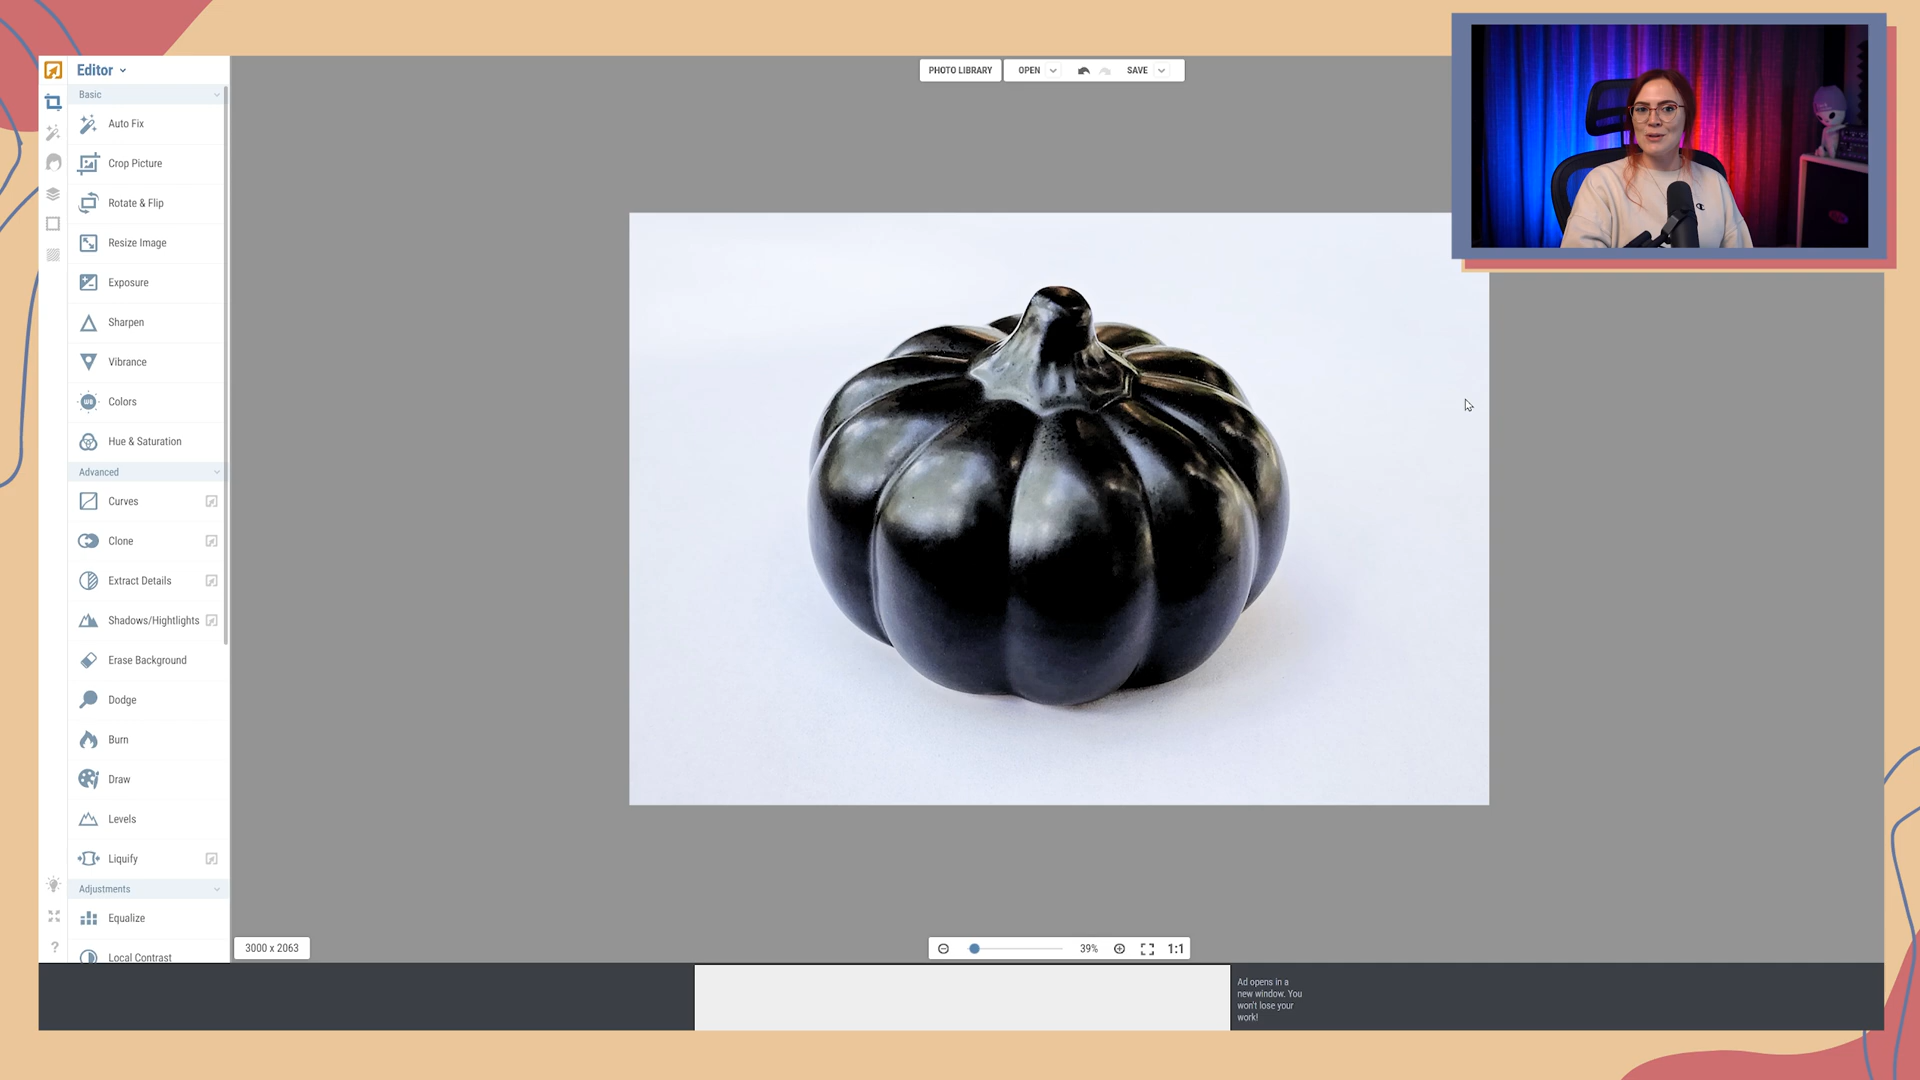 Editor
PHOTO LIBRARY
OPEN
SAVE
Basic
Auto Fix
Crop Picture
Rotate & Flip
Resize Image
Exposure
Sharpen
Vibrance
Colors
Hue & Saturation
Advanced
Curves
Clone
Extract Details
Shadows/Hightlights
Erase Background
Dodge
Burn
Draw
Levels
Liquify
Adjustments
Equalize
Local Contrast
?
3000 x 2063
39%
1:1
Ad opens in a
new window. You
won't lose your
work!